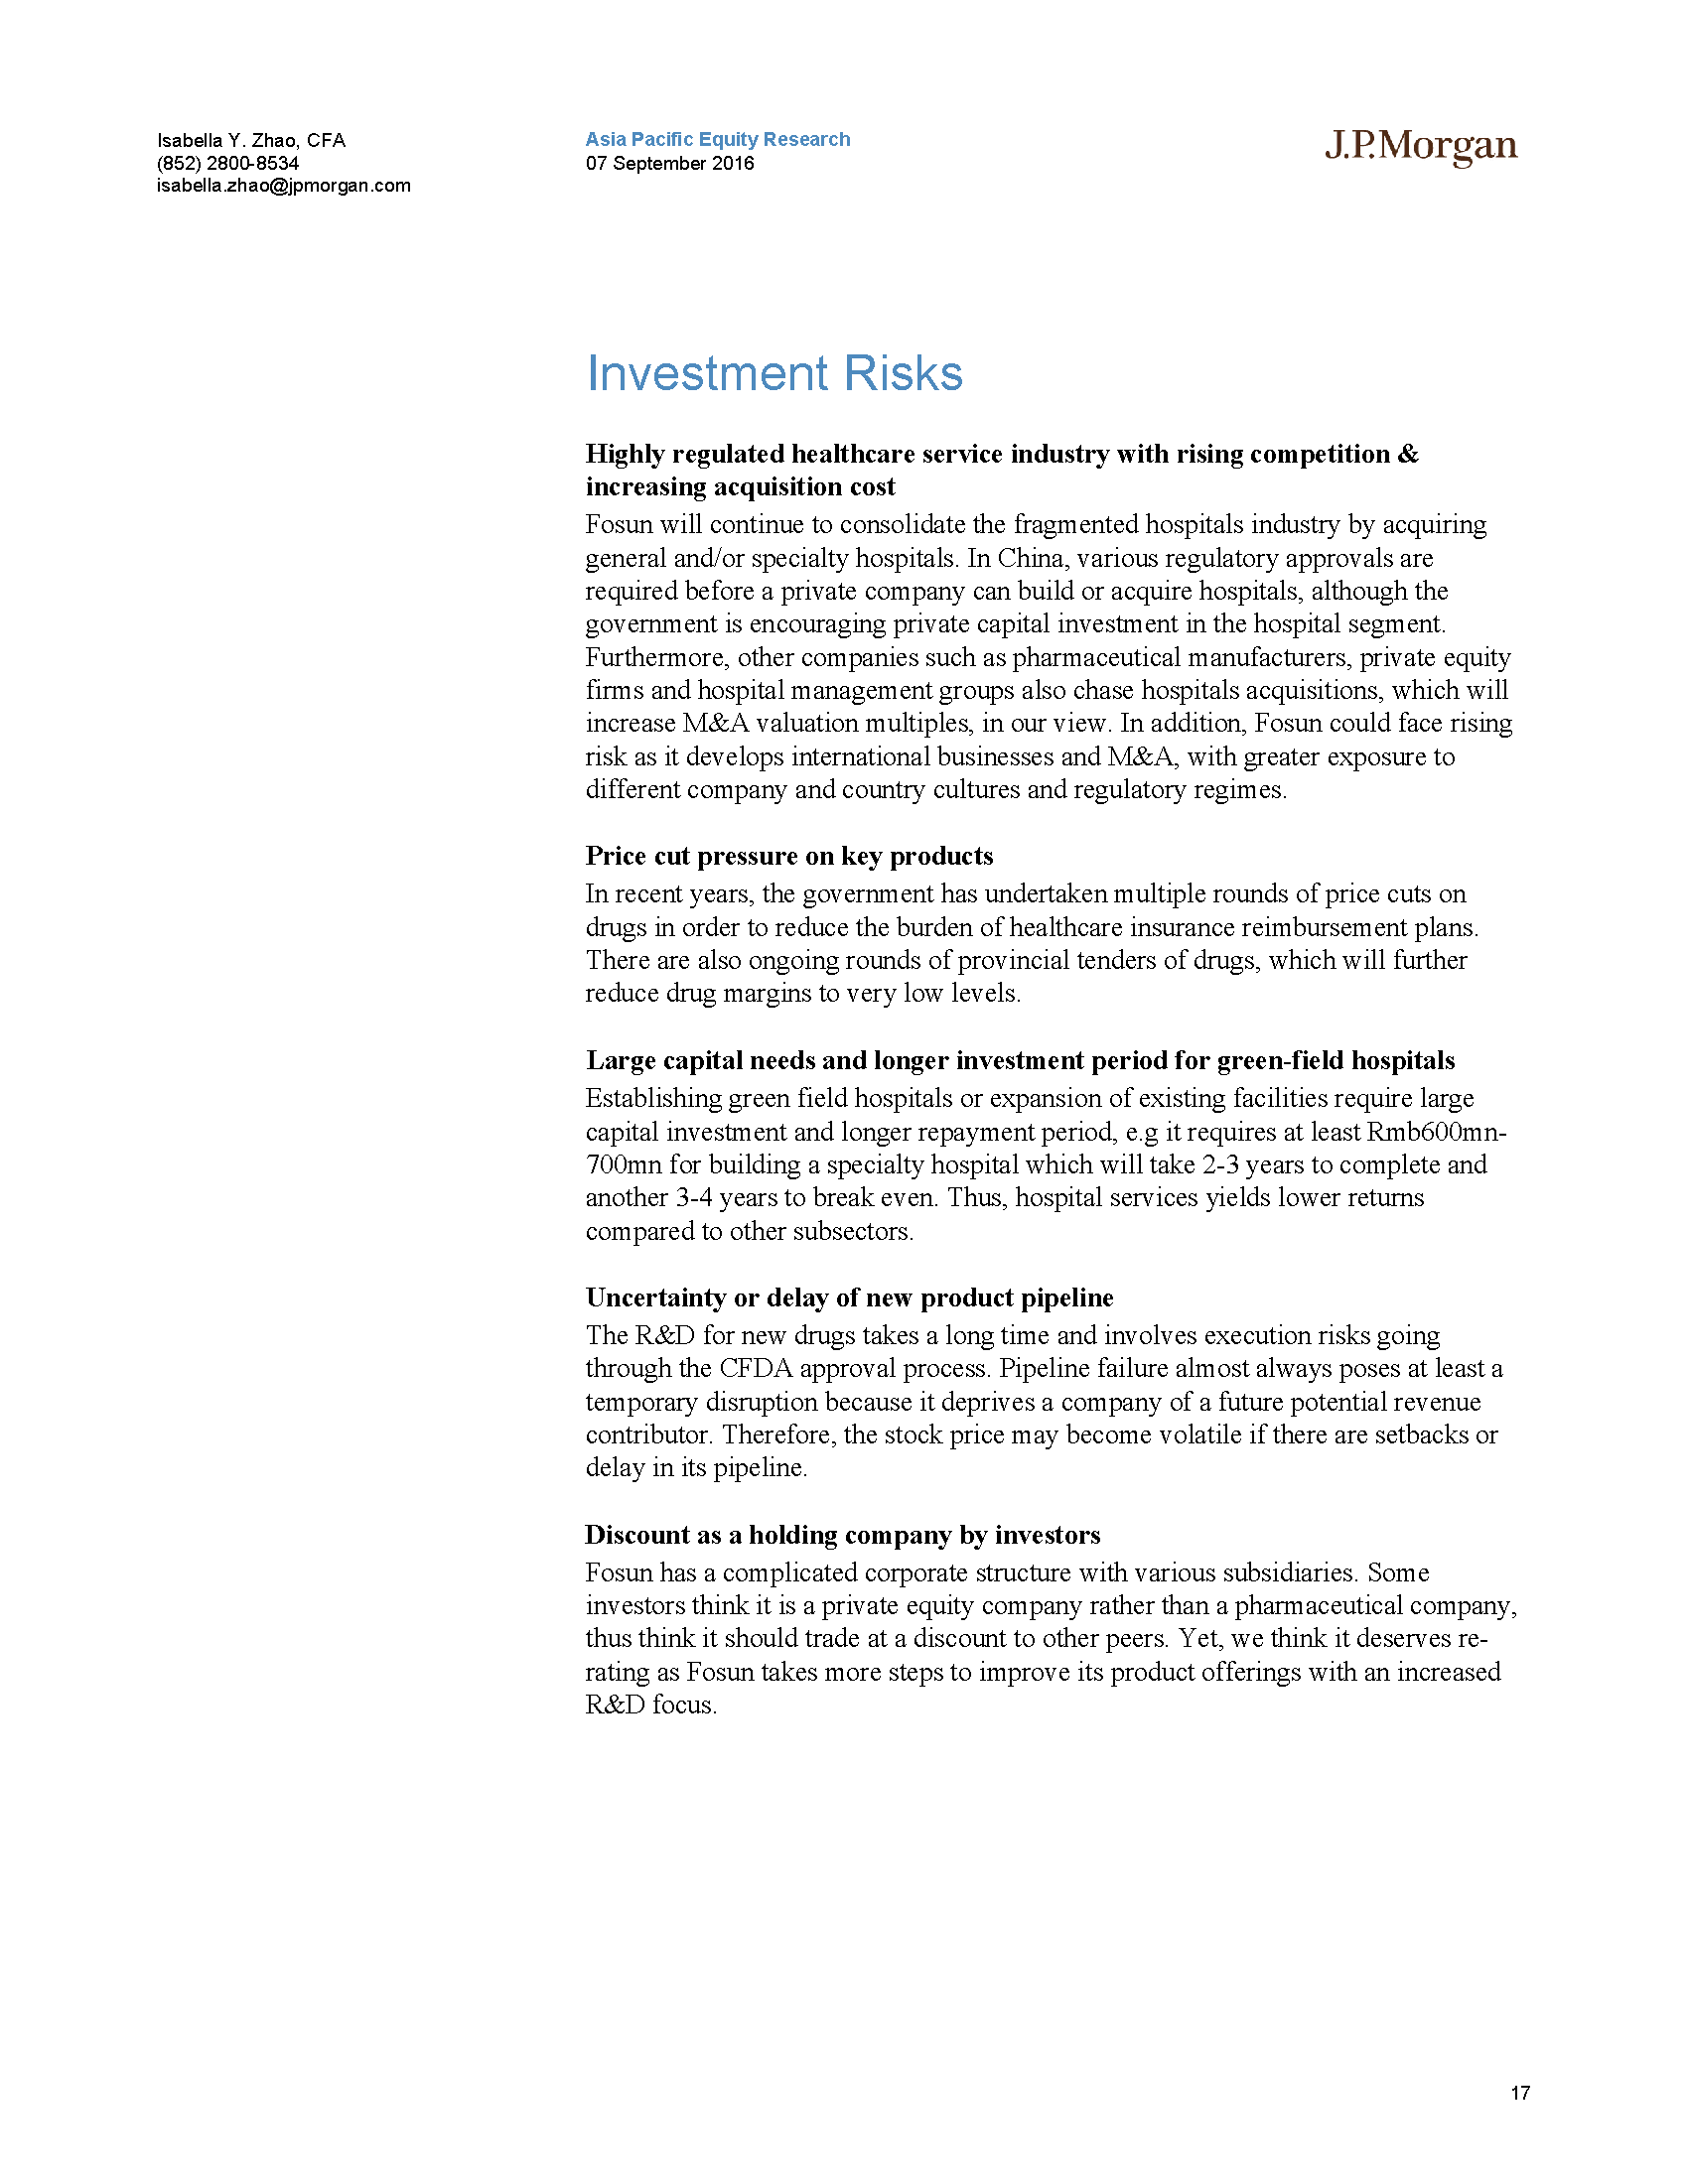 Isabella Y. Zhao, CFA
(852) 2800-8534
isabella.zhao@jpmorgan.com
Asia Pacific Equity Research
07 September 2016
J.P.Morgan
Investment Risks
Highly regulated healthcare service industry with rising competition &
increasing acquisition cost
Fosun will continue to consolidate the fragmented hospitals industry by acquiring
general and/or specialty hospitals. In China, various regulatory approvals are
required before a private company can build or acquire hospitals, although the
government is encouraging private capital investment in the hospital segment.
Furthermore, other companies such as pharmaceutical manufacturers, private equity
firms and hospital management groups also chase hospitals acquisitions, which will
increase M&A valuation multiples, in our view. In addition, Fosun could face rising
risk as it develops international businesses and M&A, with greater exposure to
different company and country cultures and regulatory regimes.
Price cut pressure on key products
In recent years, the government has undertaken multiple rounds of price cuts on
drugs in order to reduce the burden of healthcare insurance reimbursement plans.
There are also ongoing rounds of provincial tenders of drugs, which will further
reduce drug margins to very low levels.
Large capital needs and longer investment period for green-field hospitals
Establishing green field hospitals or expansion of existing facilities require large
capital investment and longer repayment period, e.g it requires at least Rmb600mn-
700mn for building a specialty hospital which will take 2-3 years to complete and
another 3-4 years to break even. Thus, hospital services yields lower returns
compared to other subsectors.
Uncertainty or delay of new product pipeline
The R&D for new drugs takes a long time and involves execution risks going
through the CFDA approval process. Pipeline failure almost always poses at least a
temporary disruption because it deprives a company of a future potential revenue
contributor. Therefore, the stock price may become volatile if there are setbacks or
delay in its pipeline.
Discount as a holding company by investors
Fosun has a complicated corporate structure with various subsidiaries. Some
investors think it is a private equity company rather than a pharmaceutical company,
thus think it should trade at a discount to other peers. Yet, we think it deserves re-
rating as Fosun takes more steps to improve its product offerings with an increased
R&D focus.
17